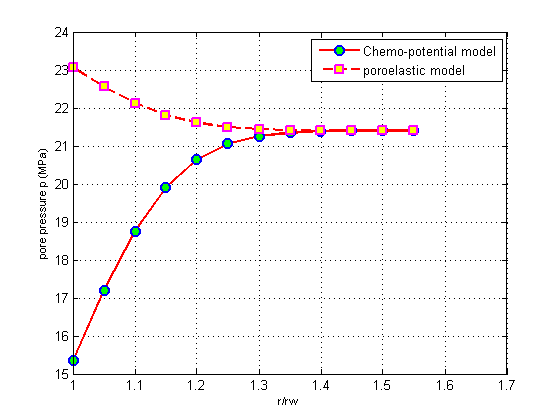 24
23
22
21
20
19
18
17
16
15
pore pressure p (MPa)
Chemo-potential model
poroelastic model
1 1.1 1.2 1.3 1.4 1.5 1.6 1.7
r/rw